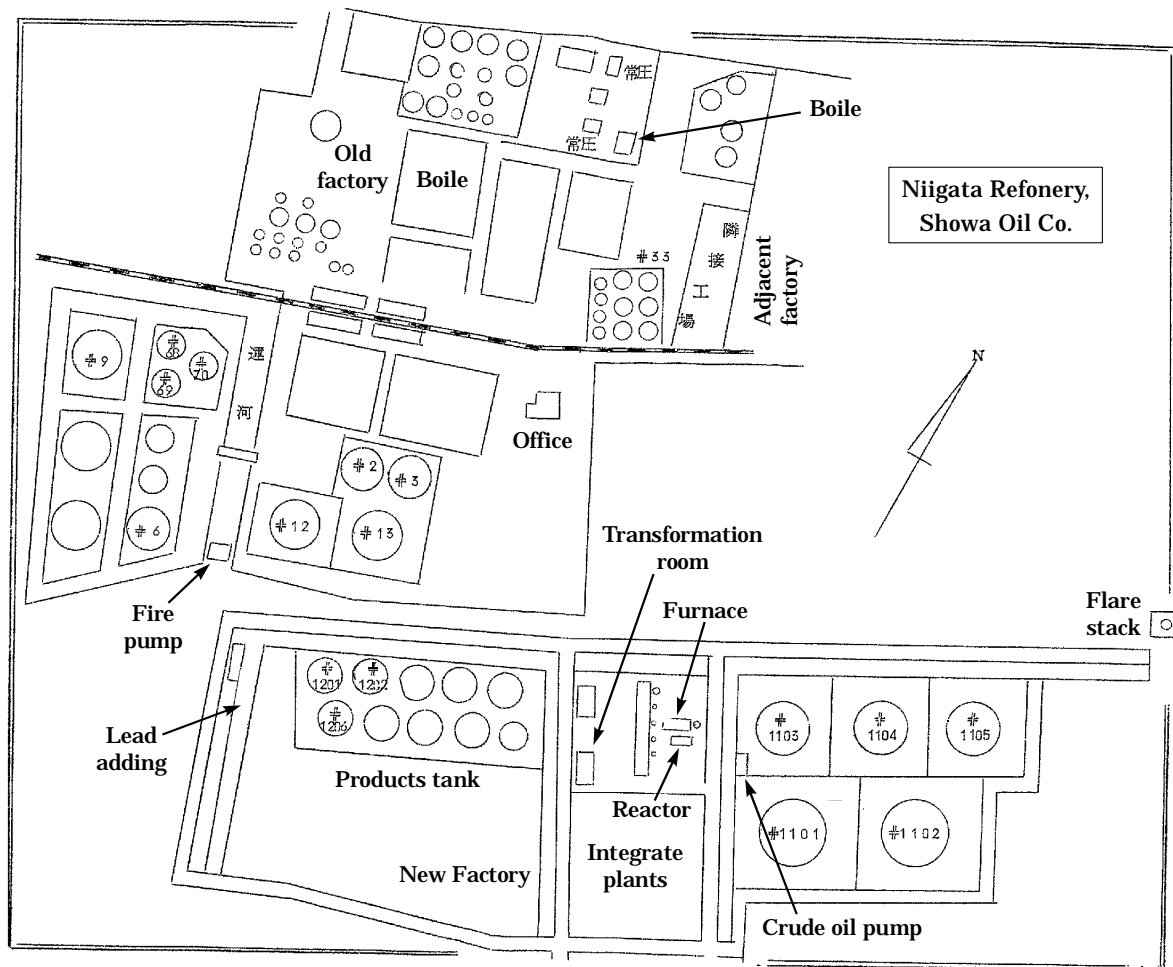 常圧
Boile
常圧
Old
factory
Boile
Niigata Refonery,
Showa Oil Co.
隣
接
工
場
Adjacent
factory
#33
#9
#68
#70
#69
運
河
N
Office
#2
#3
#6
#12
#13
Transformation
room
Fire
pump
Furnace
Flare
stack
#1201
#1202
#1206
#1103
#1104
#1105
Lead
adding
Products tank
Reactor
#1101
#1102
Integrate
plants
New Factory
Crude oil pump